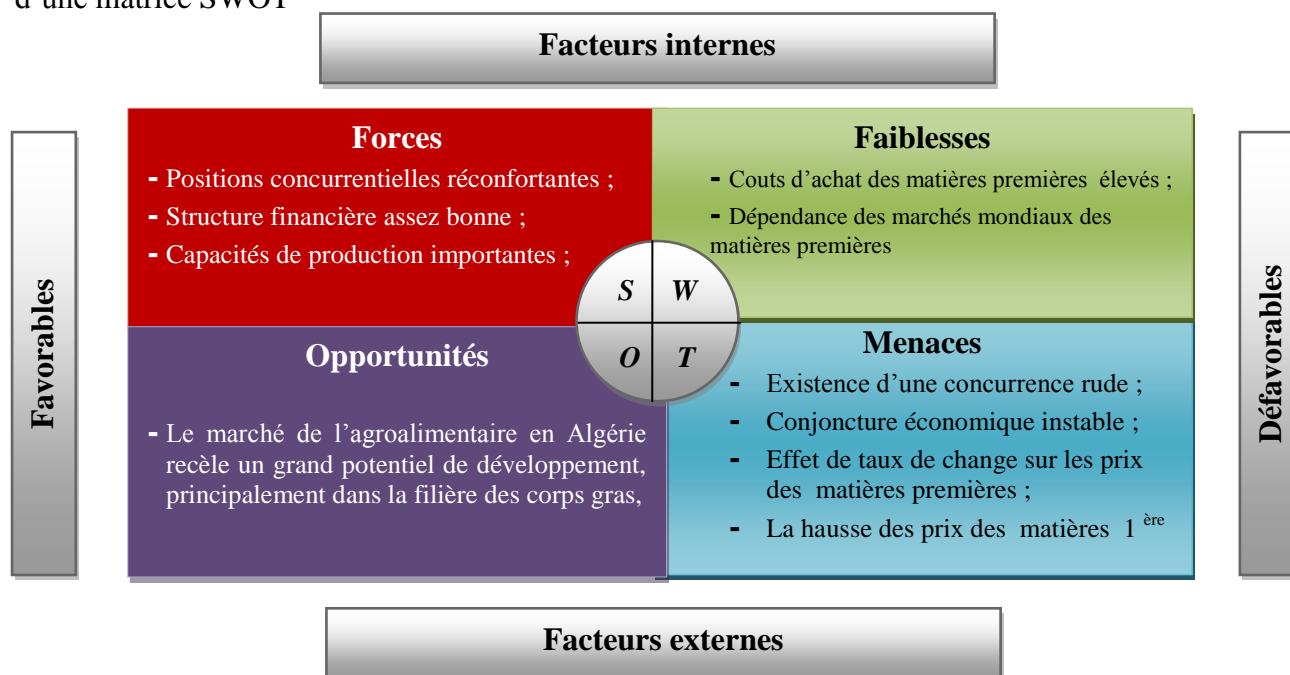 d'une matrice SWOT
Facteurs internes
Favorables
Forces
- Positions concurrentielles réconfortantes ;
- Structure financière assez bonne ;
- Capacités de production importantes ;
Faiblesses
- Couts d'achat des matières premières élevés ;
- Dépendance des marchés mondiaux des
matières premières
Défavorables
S W
O T
Opportunités
- Le marché de l'agroalimentaire en Algérie
recèle un grand potentiel de développement,
principalement dans la filière des corps gras,
Menaces
- Existence d'une concurrence rude ;
- Conjoncture économique instable ;
- Effet de taux de change sur les prix
des matières premières ;
- La hausse des prix des matières 1 ère
Facteurs externes